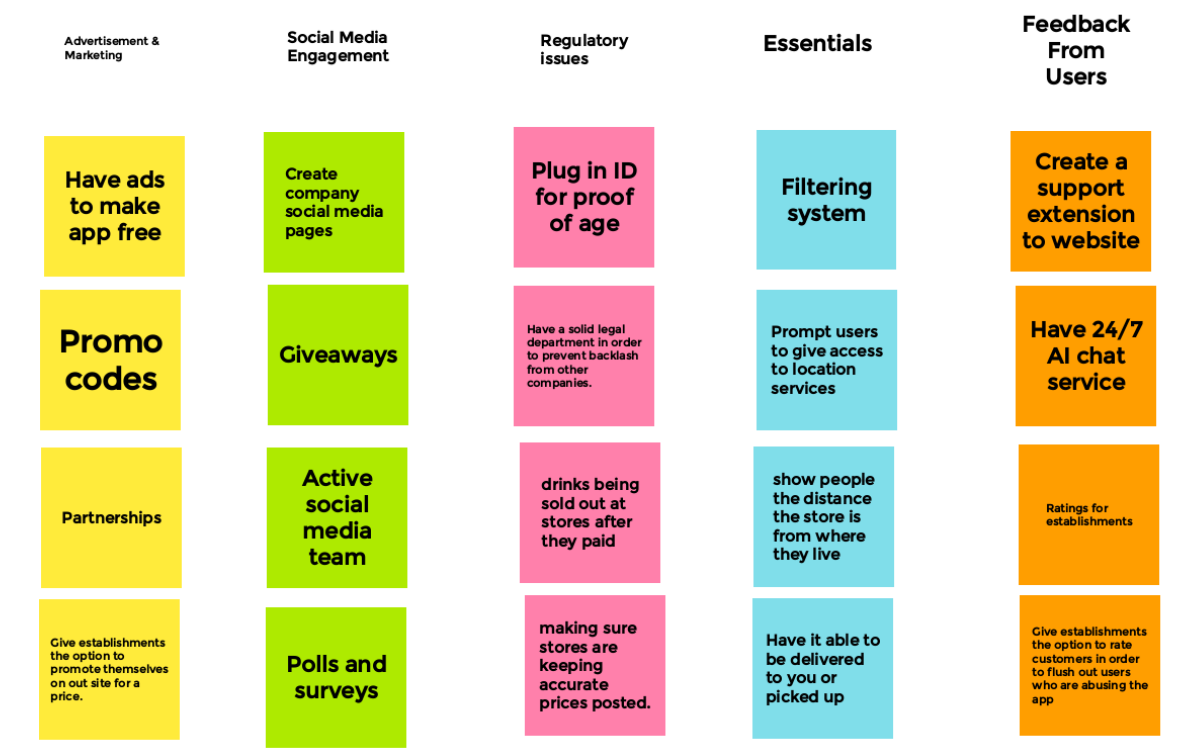 Advertisement &
Marketing
Social Media
Engagement
Regulatory
issues
Essentials
Feedback
From
Users
Have ads
to make
app free
Create
company
social media
pages
Plug in ID
for proof
of age
Filtering
system
Create a
support
extension
to website
Promo
codes
Giveaways
Have a solid legal
department in order
to prevent backlash
from other
companies.
Prompt users
to give access
to location
services
Have 24/7
AI chat
service
Partnerships
Active
social
media
team
drinks being
sold out at
stores after
they paid
show people
the distance
the store is
from where
they live
Ratings for
establishments
Give establishments
the option to
promote themselves
on out site for a
price.
Polls and
surveys
making sure
stores are
keeping
accurate
prices posted.
Have it able to
be delivered
to you or
picked up
Give establishments
the option to rate
customers in order
to flush out users
who are abusing the
app